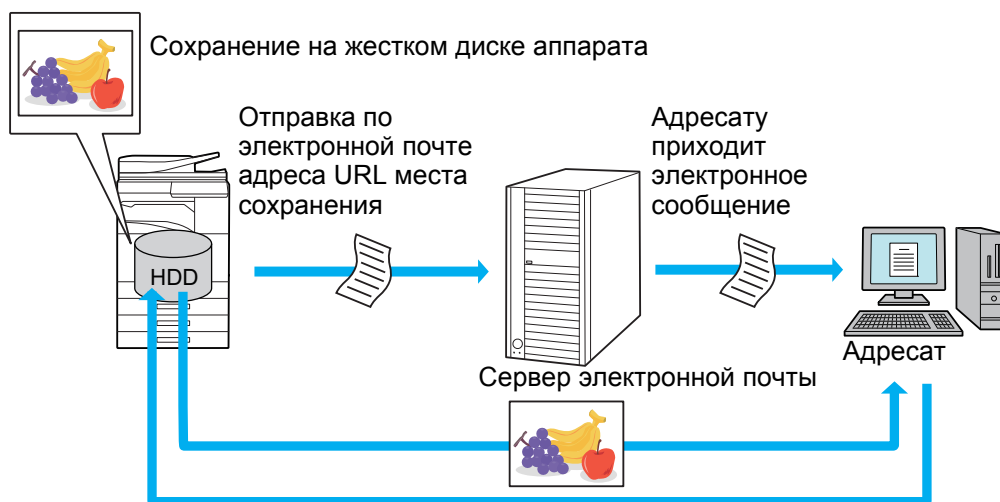 Сохранение на жестком диске аппарата
Отправка по
электронной почте
адреса URL места
сохранения
Адресату
приходит
электронное
сообщение
HDD
Адресат
Сервер электронной почты